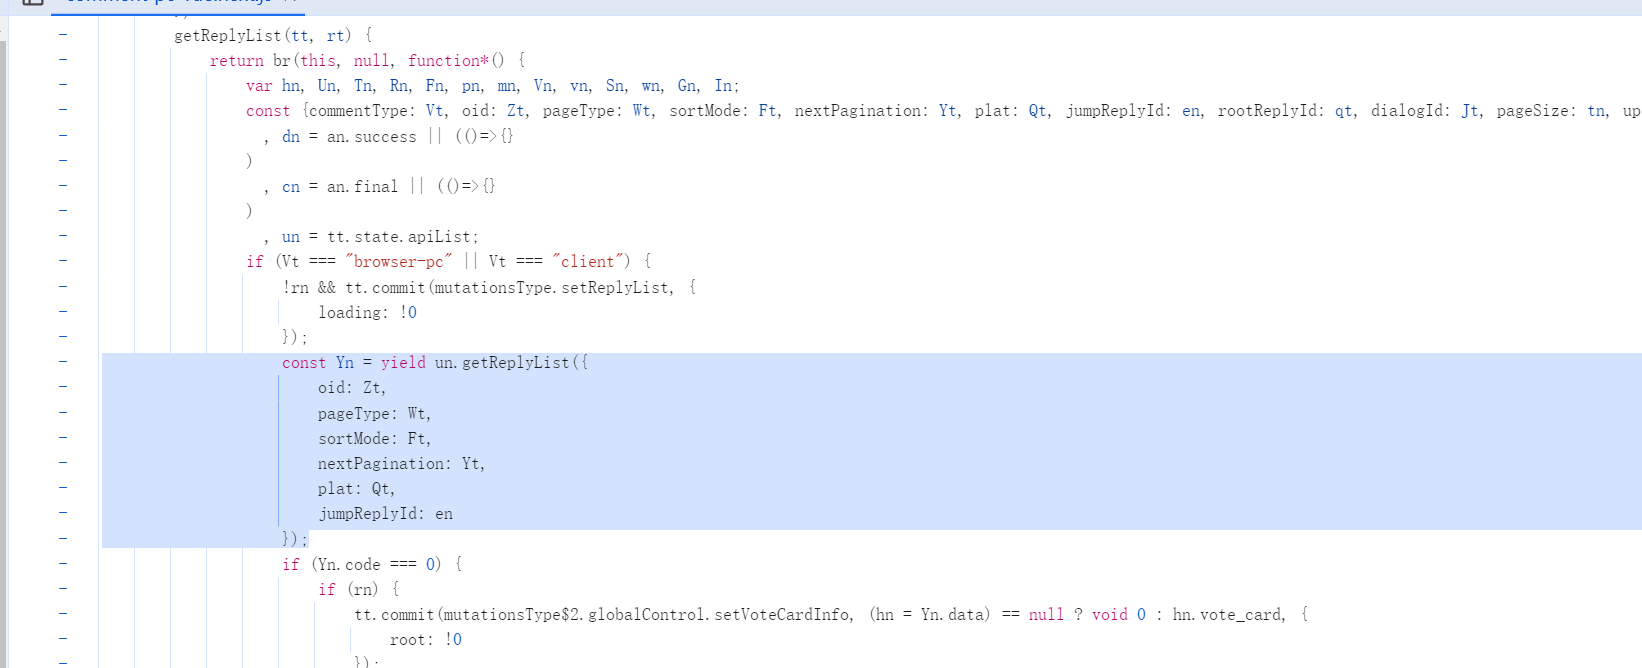 getReplyList(tt, rt) {
return br(this, null, function*() {
var hn, Un, Tn, Rn, Fn, pn, mn, Vn, vn, Sn, wn, Gn, In;
const {commentType: Vt, oid: Zt, pageType: Wt, sortMode: Ft, nextPagination: Yt, plat: Qt, jumpReplyId: en, rootReplyId: qt, dialogId: Jt, pageSize: tn, up
, dn = an.success || (()=>{}
)
, cn = an.final || (()=>{}
)
, un = tt.state.apiList;
if (Vt === "browser-pc" || Vt === "client") {
!rn && tt.commit(mutationsType.setReplyList, {
loading: !0
});
const Yn = yield un.getReplyList({
oid: Zt,
pageType: Wt,
sortMode: Ft,
nextPagination: Yt,
plat: Qt,
jumpReplyId: en
});
if (Yn.code === 0) {
if (rn) {
tt.commit(mutationsType$2.globalControl.setVoteCardInfo, (hn = Yn.data) == null ? void 0 : hn.vote_card, {
root: !0
});